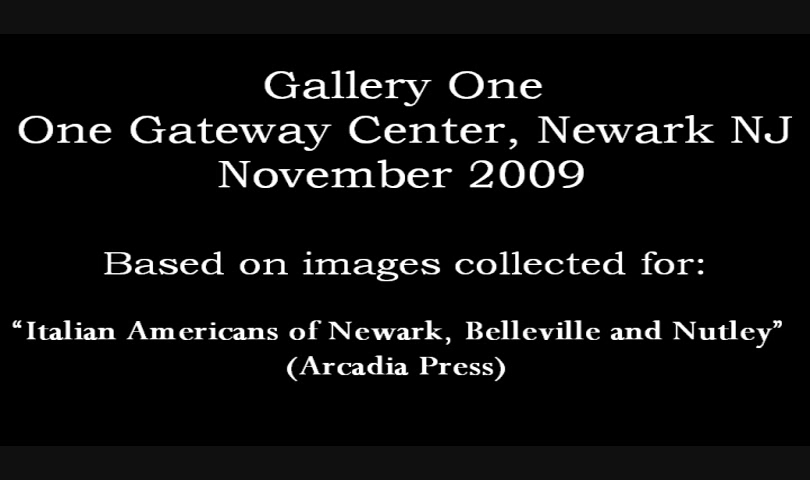 Gallery One
One Gateway Center, Newark NJ
November 2009
Based on images collected for:
“Italian Americans of Newark, Belleville and Nutley”
(Arcadia Press)